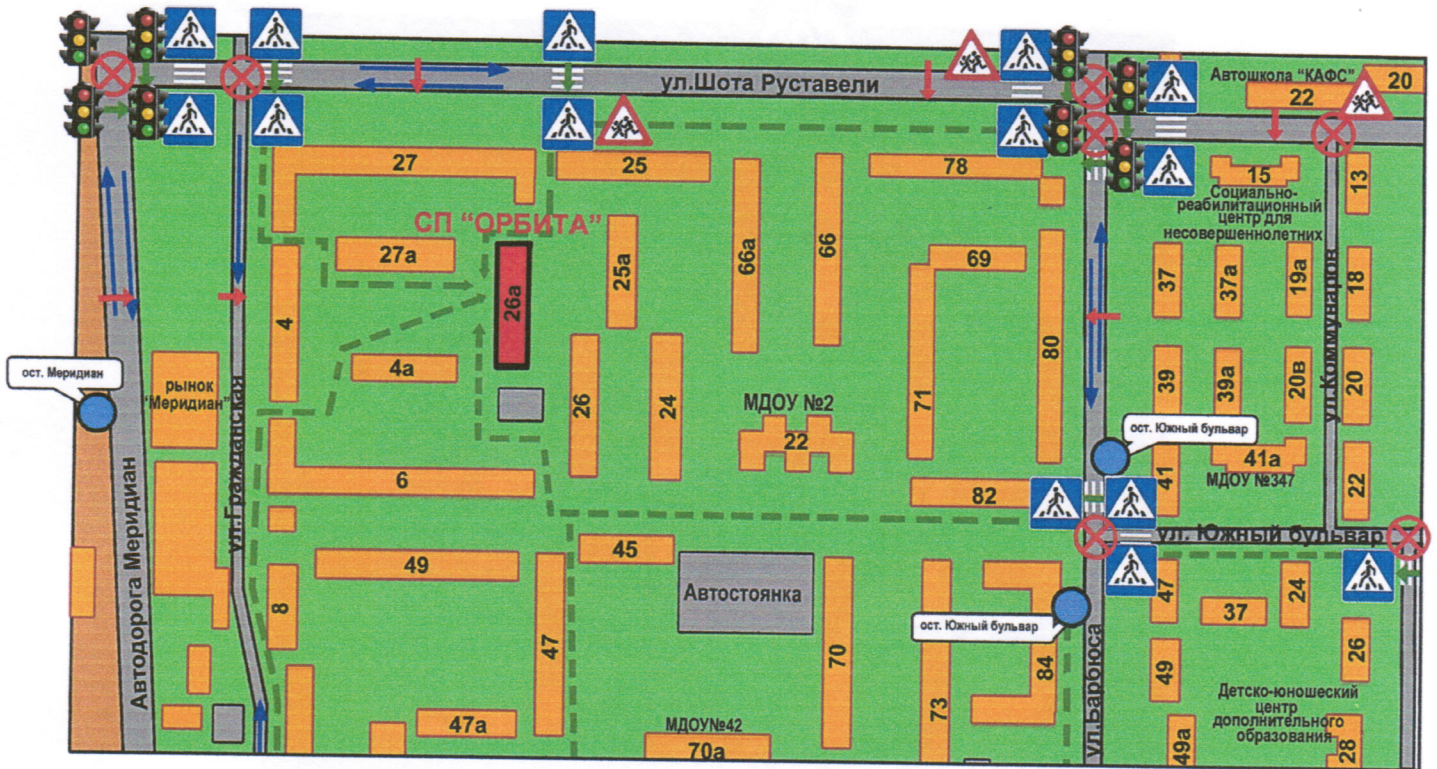 ул.Шота Руставели
Автошкола “КАФС”
20
22
27
25
78
15
13
СП “ОРБИТА”
Социально-
реабилитационный
центр для
несовершеннолетних
27а
26а
25а
66а
66
69
37
37а
19а
18
4
4а
80
ул.Коммунаров
ост. Меридиан
рынок
"Меридиан"
26
24
МДОУ №2
22
71
39
39а
20в
20
ост. Южный бульвар
41
41а
МДОУ №347
22
ул.Гражданская
6
82
ул. Южный бульвар
Автодорога Меридиан
49
45
8
47
Автостоянка
70
ост. Южный бульвар
73
84
ул.Барбюса
47
37
24
49
26
Детско-юношеский
центр
дополнительного
образования
47а
МДОУ№42
70а
49а
28